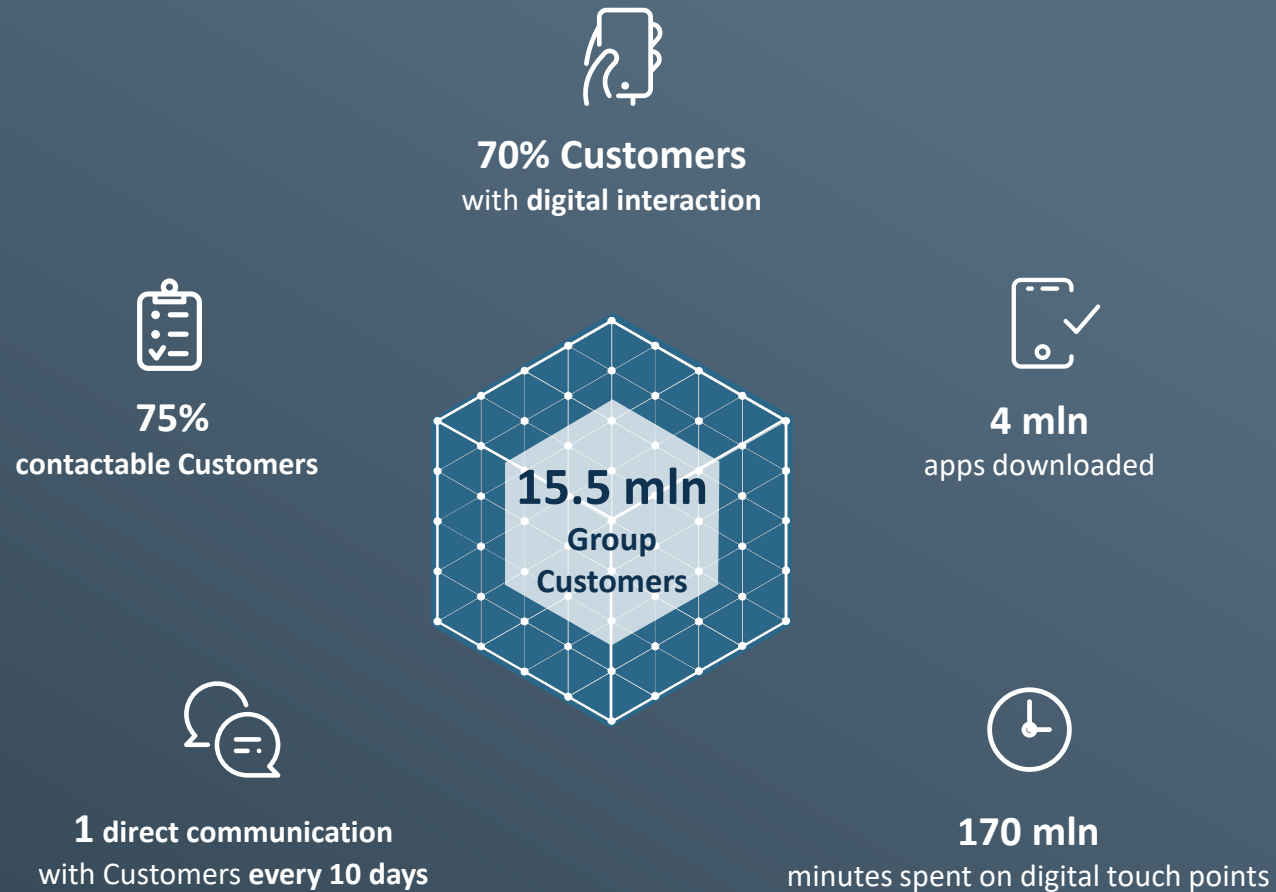 70% Customers
with digital interaction
75%
contactable Customers
4 mln
apps downloaded
15.5 mln
Group
Customers
1 direct communication
with Customers every 10 days
170 mln
minutes spent on digital touch points